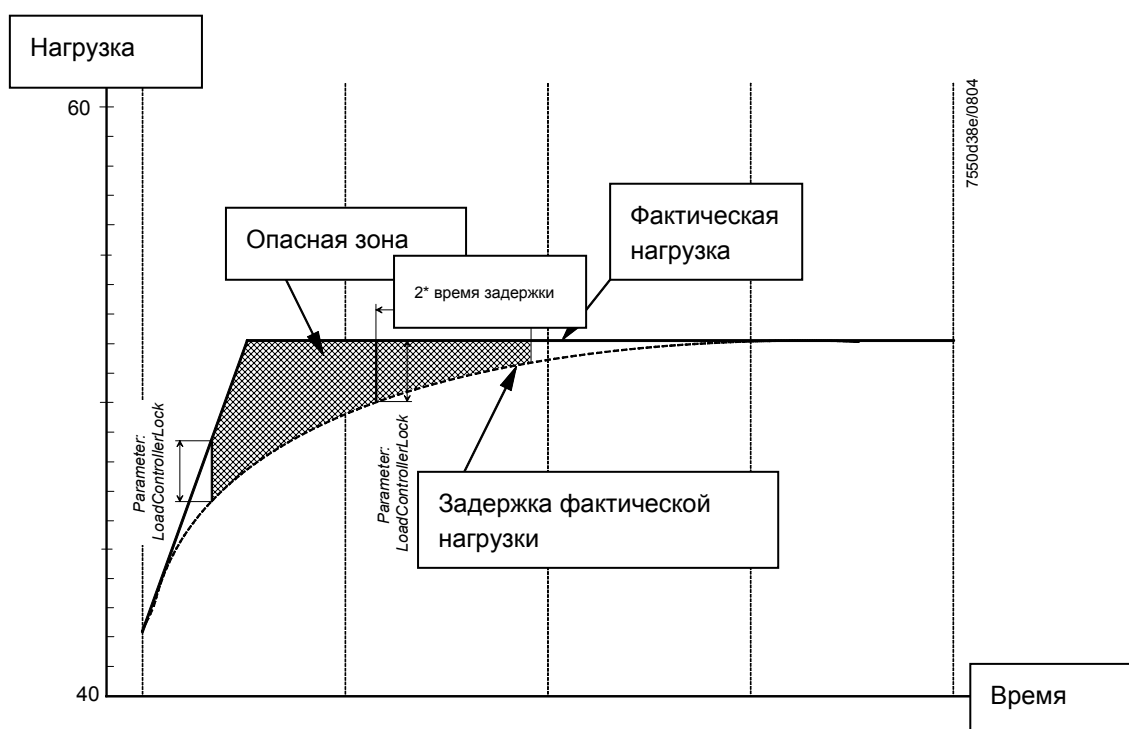 Нагрузка
60
7550d38e/0804
Фактическая
нагрузка
Опасная зона
2* время задержки
Parameter:
LoadControllerLock
Parameter:
LoadControllerLock
Задержка фактической
нагрузки
40
Время